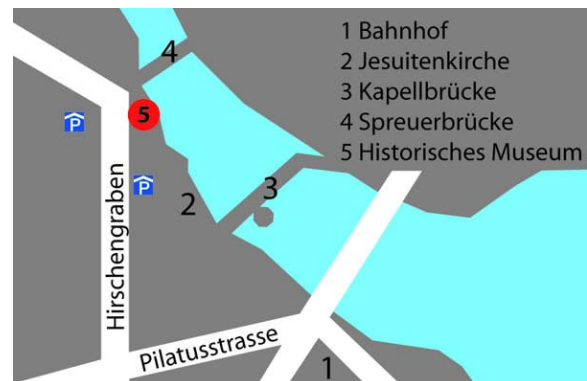 1 Bahnhof
2 Jesuitenkirche
3 Kapellbrücke
4 Spreuerbrücke
5 Historisches Museum
4
5
P
P
3
2
Hirschengraben
Pilatusstrasse
1